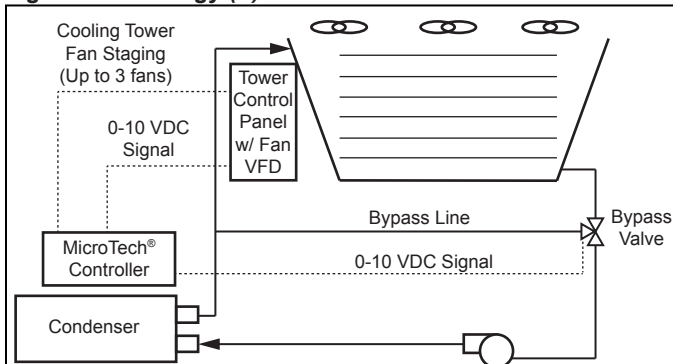 Cooling Tower
Fan Staging
(Up to 3 fans)
Tower
Control
Panel
w/ Fan
VFD
0-10 VDC
Signal
Bypass Line
Bypass
Valve
MicroTech®
Controller
0-10 VDC Signal
Condenser